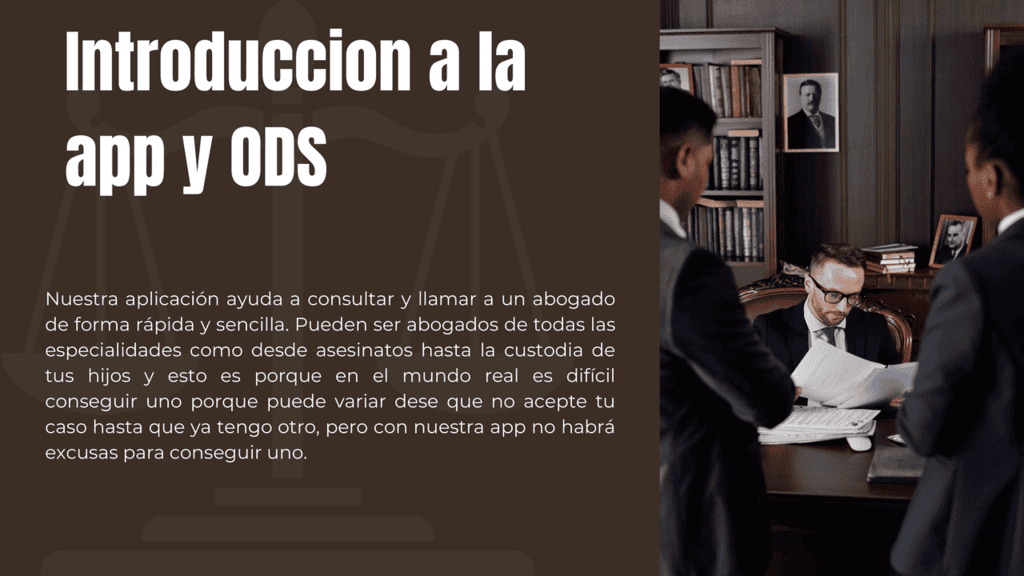 Introduccion a la
app y ODS
Nuestra aplicación ayuda a consultar y llamar a un abogado
de forma rápida y sencilla. Pueden ser abogados de todas las
especialidades como desde asesinatos hasta la custodia de
tus hijos y esto es porque en el mundo real es difícil
conseguir uno porque puede variar dese que no acepte tu
caso hasta que ya tengo otro, pero con nuestra app no habrá
excusas para conseguir uno.